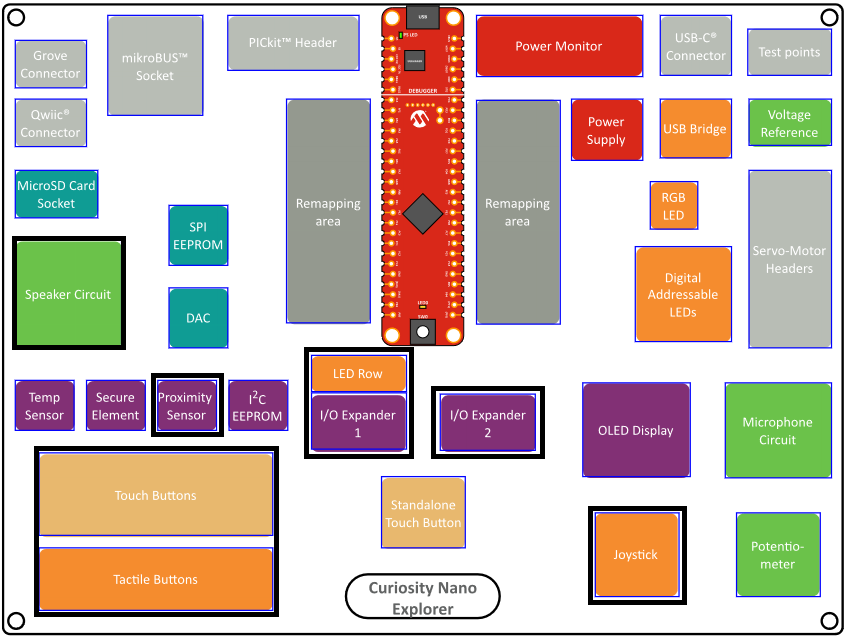 USB
PS LED
DEBUGGER
LED0
SW0
Grove
Connector
mikroBUS™
Socket
PICkit™ Header
Power Monitor
USB-C®
Connector
Test points
Qwiic®
Connector
Remapping
area
Remapping
area
Power
Supply
USB Bridge
Voltage
Reference
MicroSD Card
Socket
SPI
EEPROM
RGB
LED
Servo-Motor
Headers
Speaker Circuit
DAC
Digital
Addressable
LEDs
Temp
Sensor
Secure
Element
Proximity
Sensor
I²C
EEPROM
LED Row
I/O Expander
1
I/O Expander
2
OLED Display
Microphone
Circuit
Touch Buttons
Standalone
Touch Button
Tactile Buttons
Joystick
Potentio-
meter
Curiosity Nano
Explorer